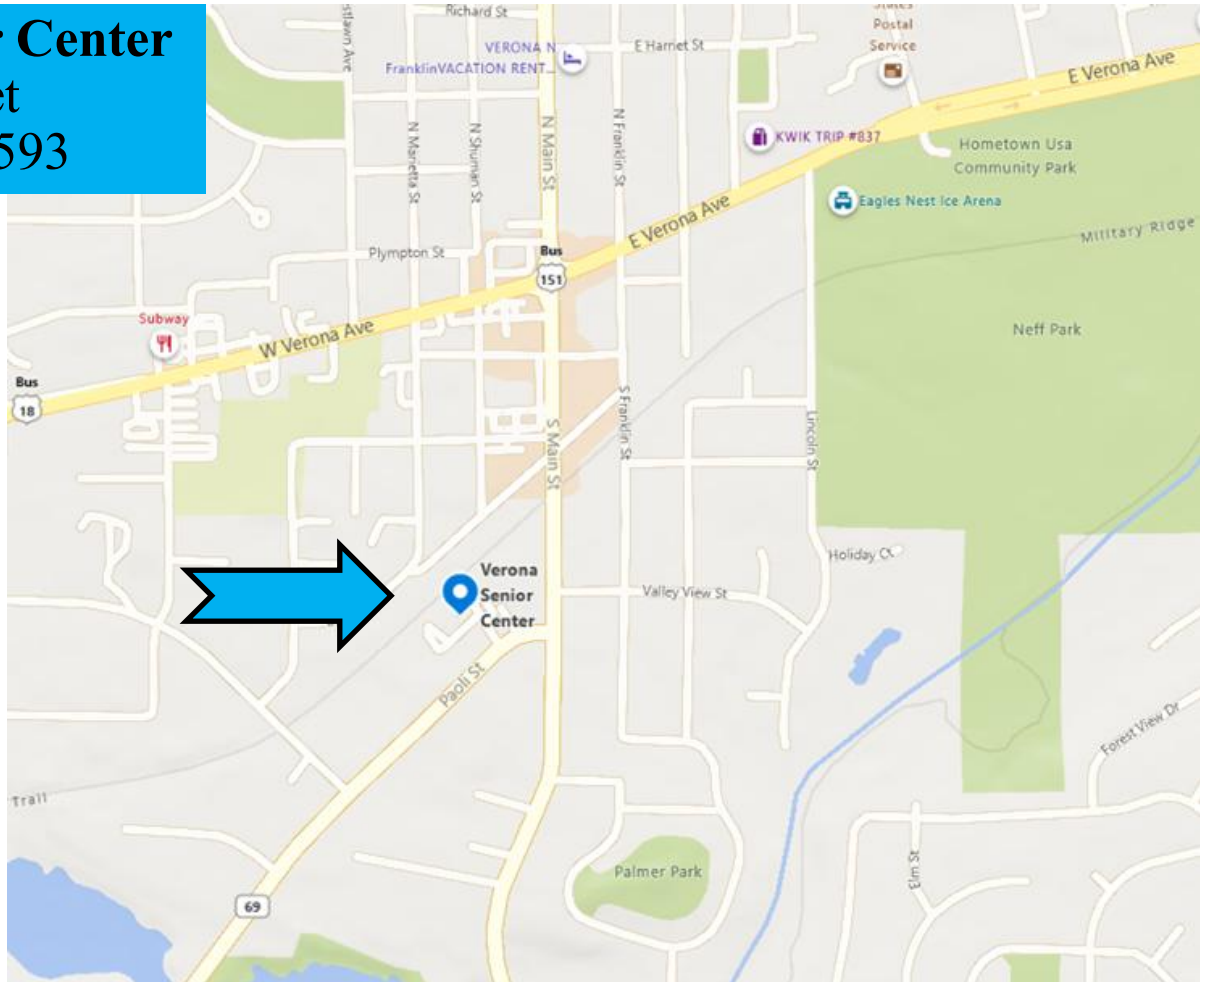 r Center
et
593
Richard St
stlawn Ave
VERONA N
FranklinVACATION RENT...
E Harriet St
Postal
Service
E Verona Ave
N Marietta St
N Shuman St
N Main St
N Franklin St
KWIK TRIP #837
Hometown Usa
Community Park
Eagles Nest Ice Arena
Military Ridge
E Verona Ave
Plympton St
Bus
151
Subway
W Verona Ave
Neff Park
Bus
18
S Main St
S Franklin St
Lincoln St
Holiday Ct
Verona
Senior
Center
Valley View St
Paoli St
Forest View Dr
Trail
Elm St
Palmer Park
69